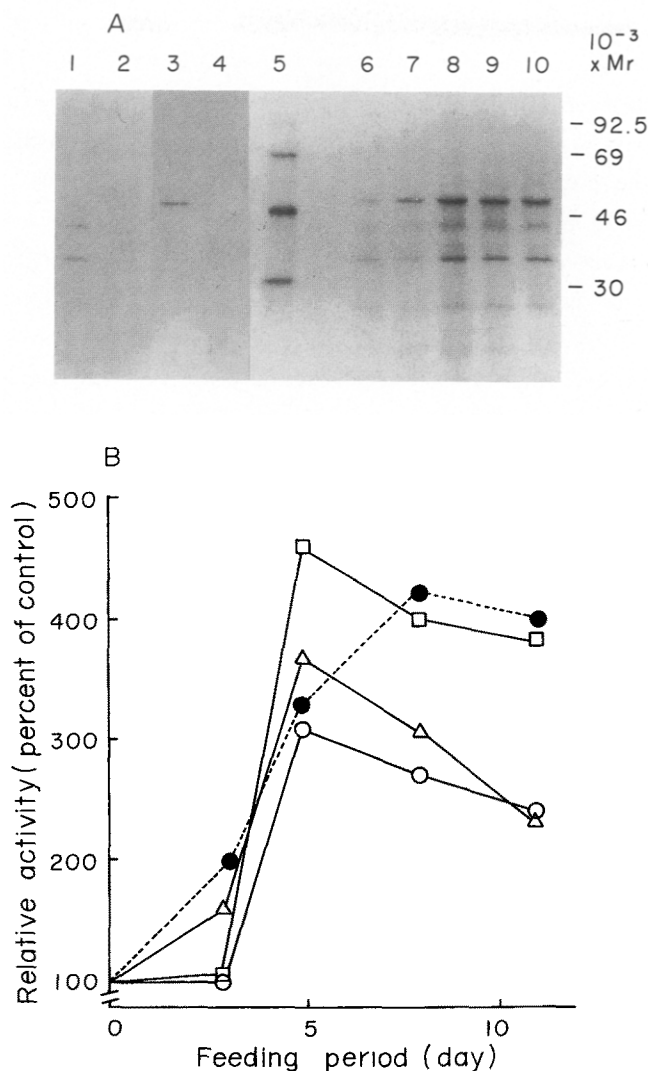 A
10⁻³
1 2 3 4 5 6 7 8 9 10 x Mr
- 92.5
- 69
- 46
- 30
B
500
400
300
200
100
0 5 10
Relative activity (percent of control)
Feeding period (day)